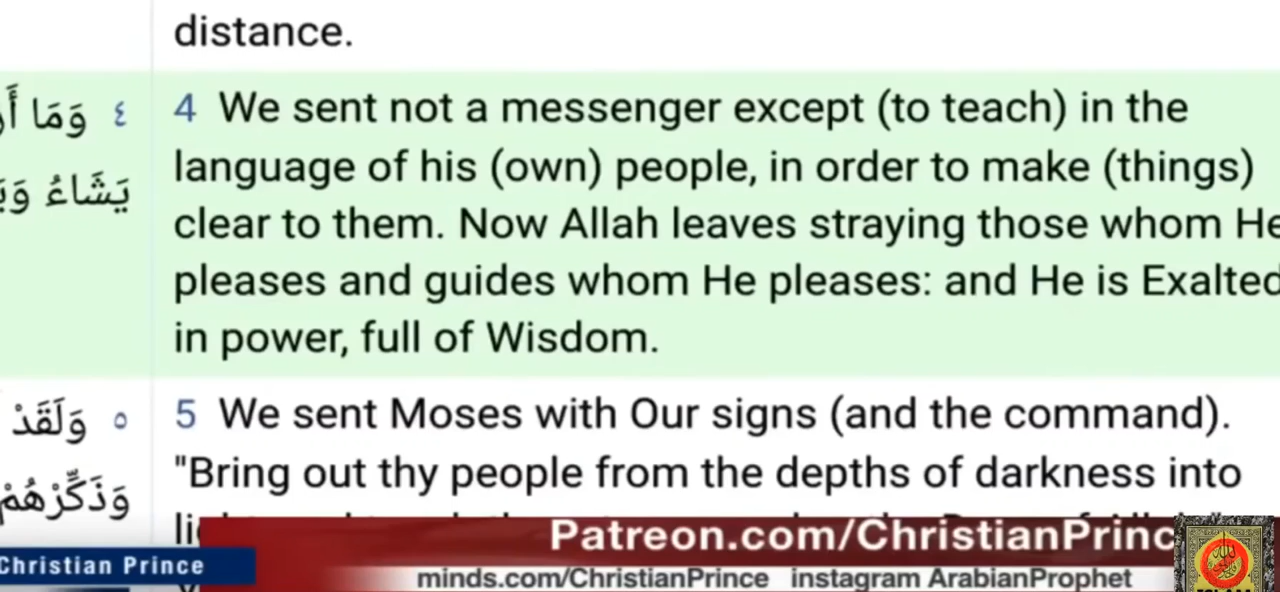 distance.
٤ وَمَا
4 We sent not a messenger except (to teach) in the
language of his (own) people, in order to make (things)
يَشَاءُ
clear to them. Now Allah leaves straying those whom He
pleases and guides whom He pleases: and He is Exalted
in power, full of Wisdom.
٥ وَلَقَدْ
5 We sent Moses with Our signs (and the command).
"Bring out thy people from the depths of darkness into
وَذَكِّرْهُمْ
Patreon.com/ChristianPrinc
Christian Prince
minds.com/ChristianPrince instagram ArabianProphet
ISLAM